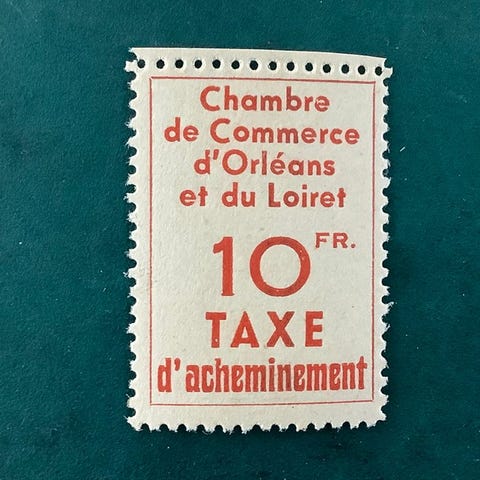 Chambre
de Commerce
d'Orléans
et du Loiret
10 FR.
TAXE
d'acheminement